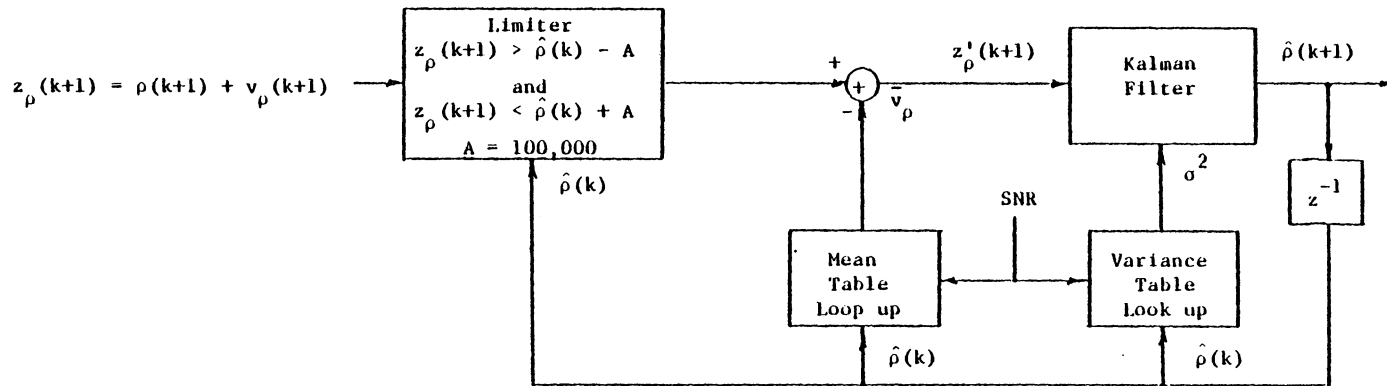 Limiter
z_ρ(k+1) > ρ̂(k) - A
and
z_ρ(k+1) < ρ̂(k) + A
A = 100,000
z_ρ(k+1) = ρ(k+1) + ν_ρ(k+1)
ρ̂(k)
+
+
-
ν̄_ρ
z'_ρ(k+1)
Kalman
Filter
ρ̂(k+1)
σ²
z⁻¹
SNR
Mean
Table
Loop up
Variance
Table
Look up
ρ̂(k)
ρ̂(k)